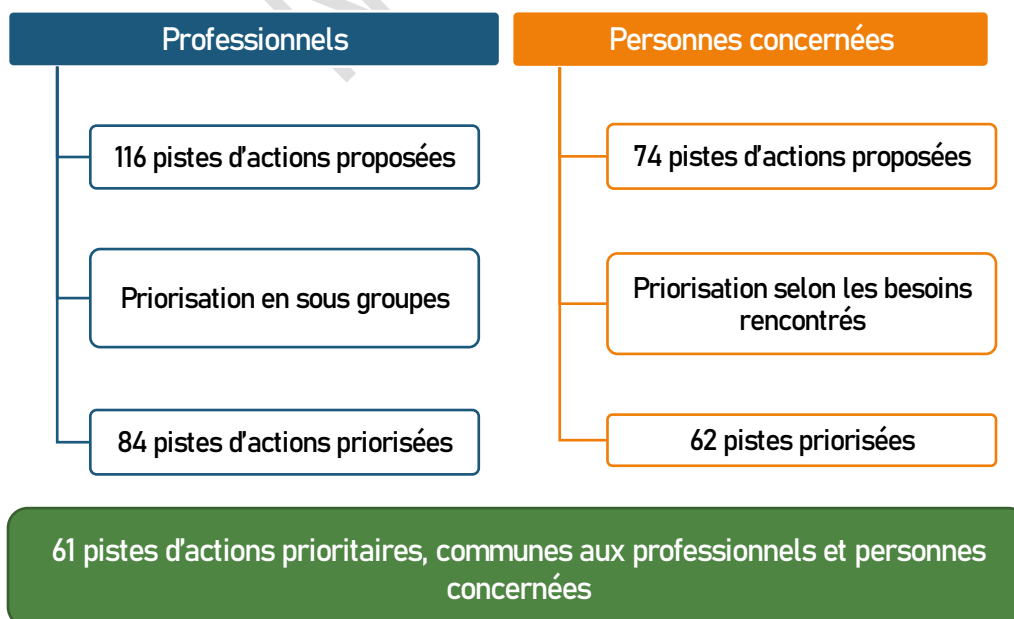 Professionnels
116 pistes d'actions proposées
Priorisation en sous groupes
84 pistes d'actions priorisées
Personnes concernées
74 pistes d'actions proposées
Priorisation selon les besoins
rencontrés
62 pistes priorisées
61 pistes d'actions prioritaires, communes aux professionnels et personnes
concernées